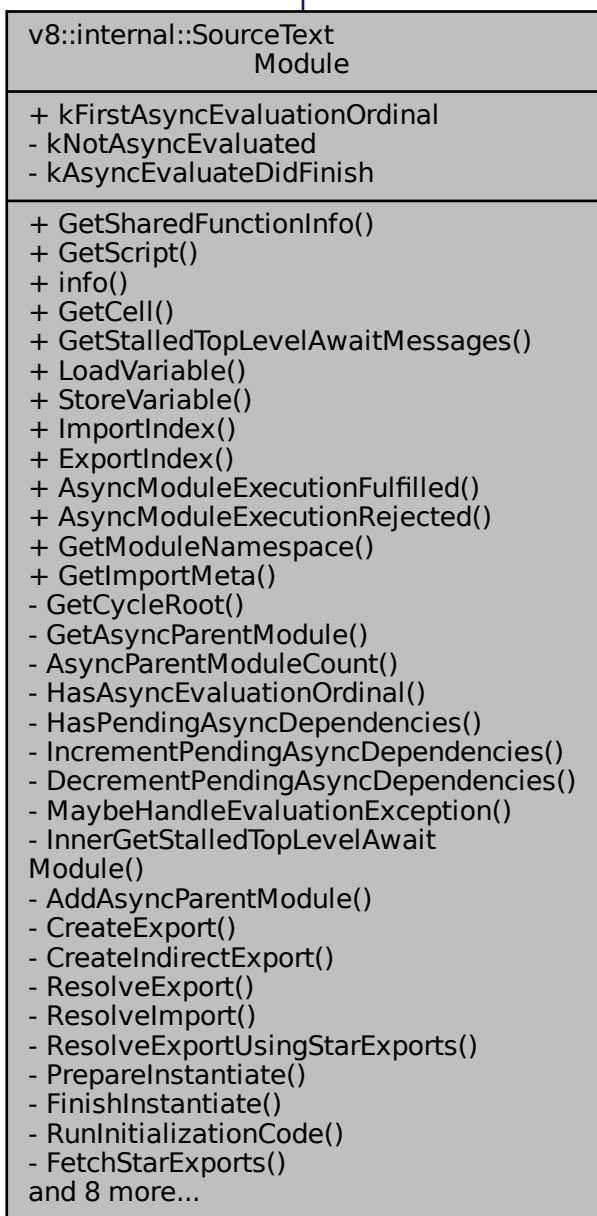 v8::internal::SourceText
Module
+ kFirstAsyncEvaluationOrdinal
- kNotAsyncEvaluated
- kAsyncEvaluateDidFinish
+ GetSharedFunctionInfo()
+ GetScript()
+ info()
+ GetCell()
+ GetStalledTopLevelAwaitMessages()
+ LoadVariable()
+ StoreVariable()
+ ImportIndex()
+ ExportIndex()
+ AsyncModuleExecutionFulfilled()
+ AsyncModuleExecutionRejected()
+ GetModuleNamespace()
+ GetImportMeta()
- GetCycleRoot()
- GetAsyncParentModule()
- AsyncParentModuleCount()
- HasAsyncEvaluationOrdinal()
- HasPendingAsyncDependencies()
- IncrementPendingAsyncDependencies()
- DecrementPendingAsyncDependencies()
- MaybeHandleEvaluationException()
- InnerGetStalledTopLevelAwait
Module()
- AddAsyncParentModule()
- CreateExport()
- CreateIndirectExport()
- ResolveExport()
- ResolveImport()
- ResolveExportUsingStarExports()
- PrepareInstantiate()
- FinishInstantiate()
- RunInitializationCode()
- FetchStarExports()
and 8 more...